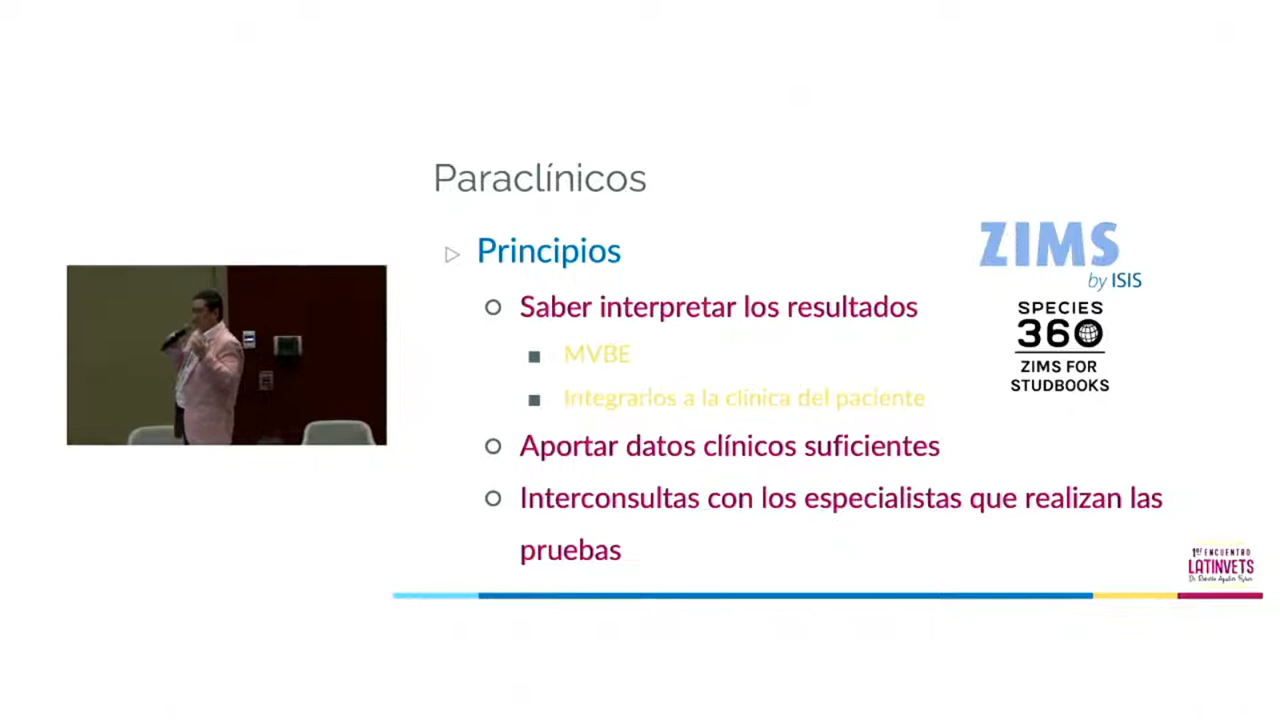 Paraclínicos
Principios
Saber interpretar los resultados
MVBE
Integrarlos a la clínica del paciente
Aportar datos clínicos suficientes
Interconsultas con los especialistas que realizan las
pruebas
ZIMS
by ISIS
SPECIES
360
ZIMS FOR
STUDBOOKS
1er ENCUENTRO
LATINVETS